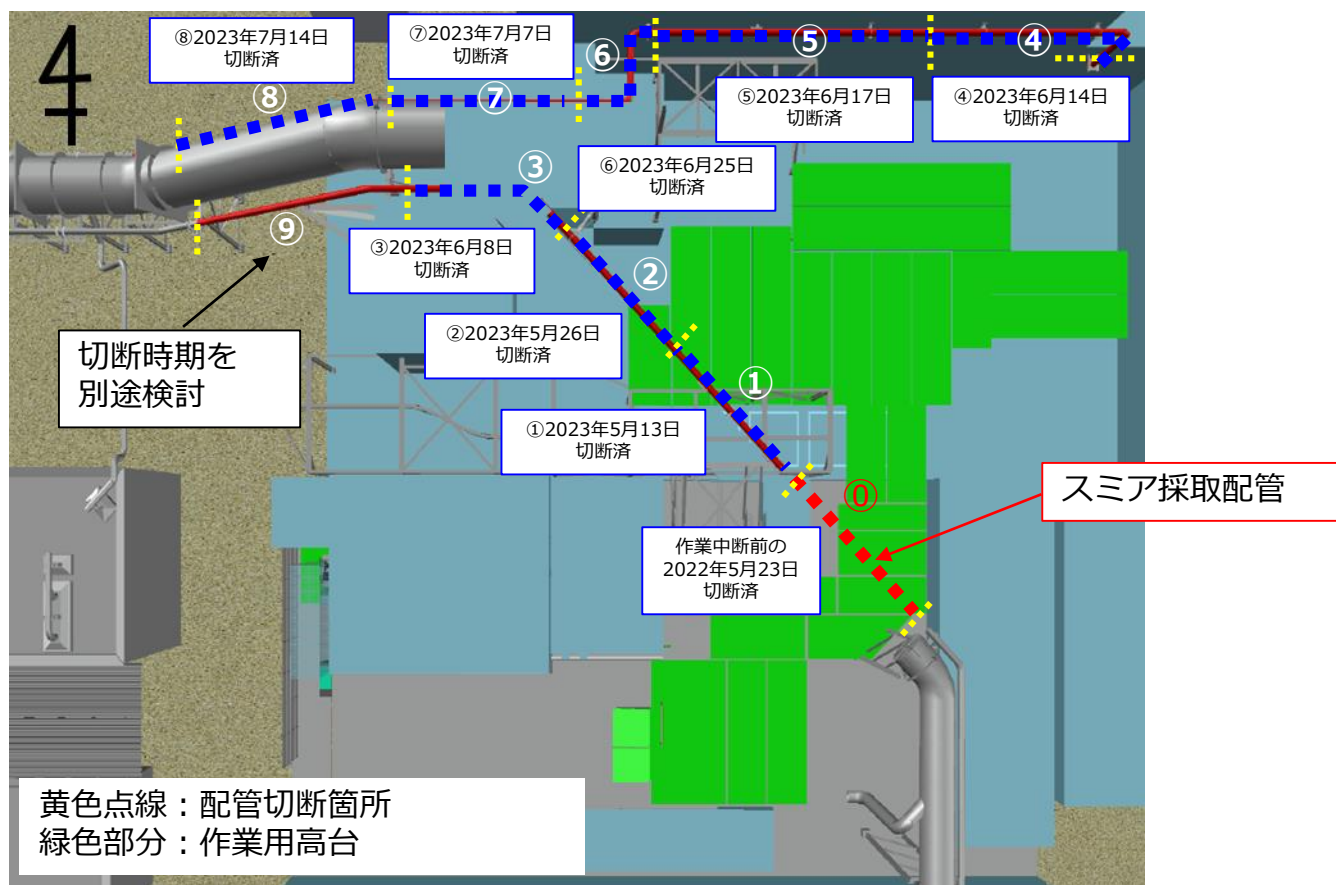 ⑧2023年7月14日
切断済
⑦2023年7月7日
切断済
⑥
⑤
④
⑧
⑦
⑤2023年6月17日
切断済
④2023年6月14日
切断済
③
⑥2023年6月25日
切断済
⑨
③2023年6月8日
切断済
②
切断時期を
別途検討
②2023年5月26日
切断済
①
①2023年5月13日
切断済
⓪
スミア採取配管
作業中断前の
2022年5月23日
切断済
黄色点線：配管切断箇所
緑色部分：作業用高台